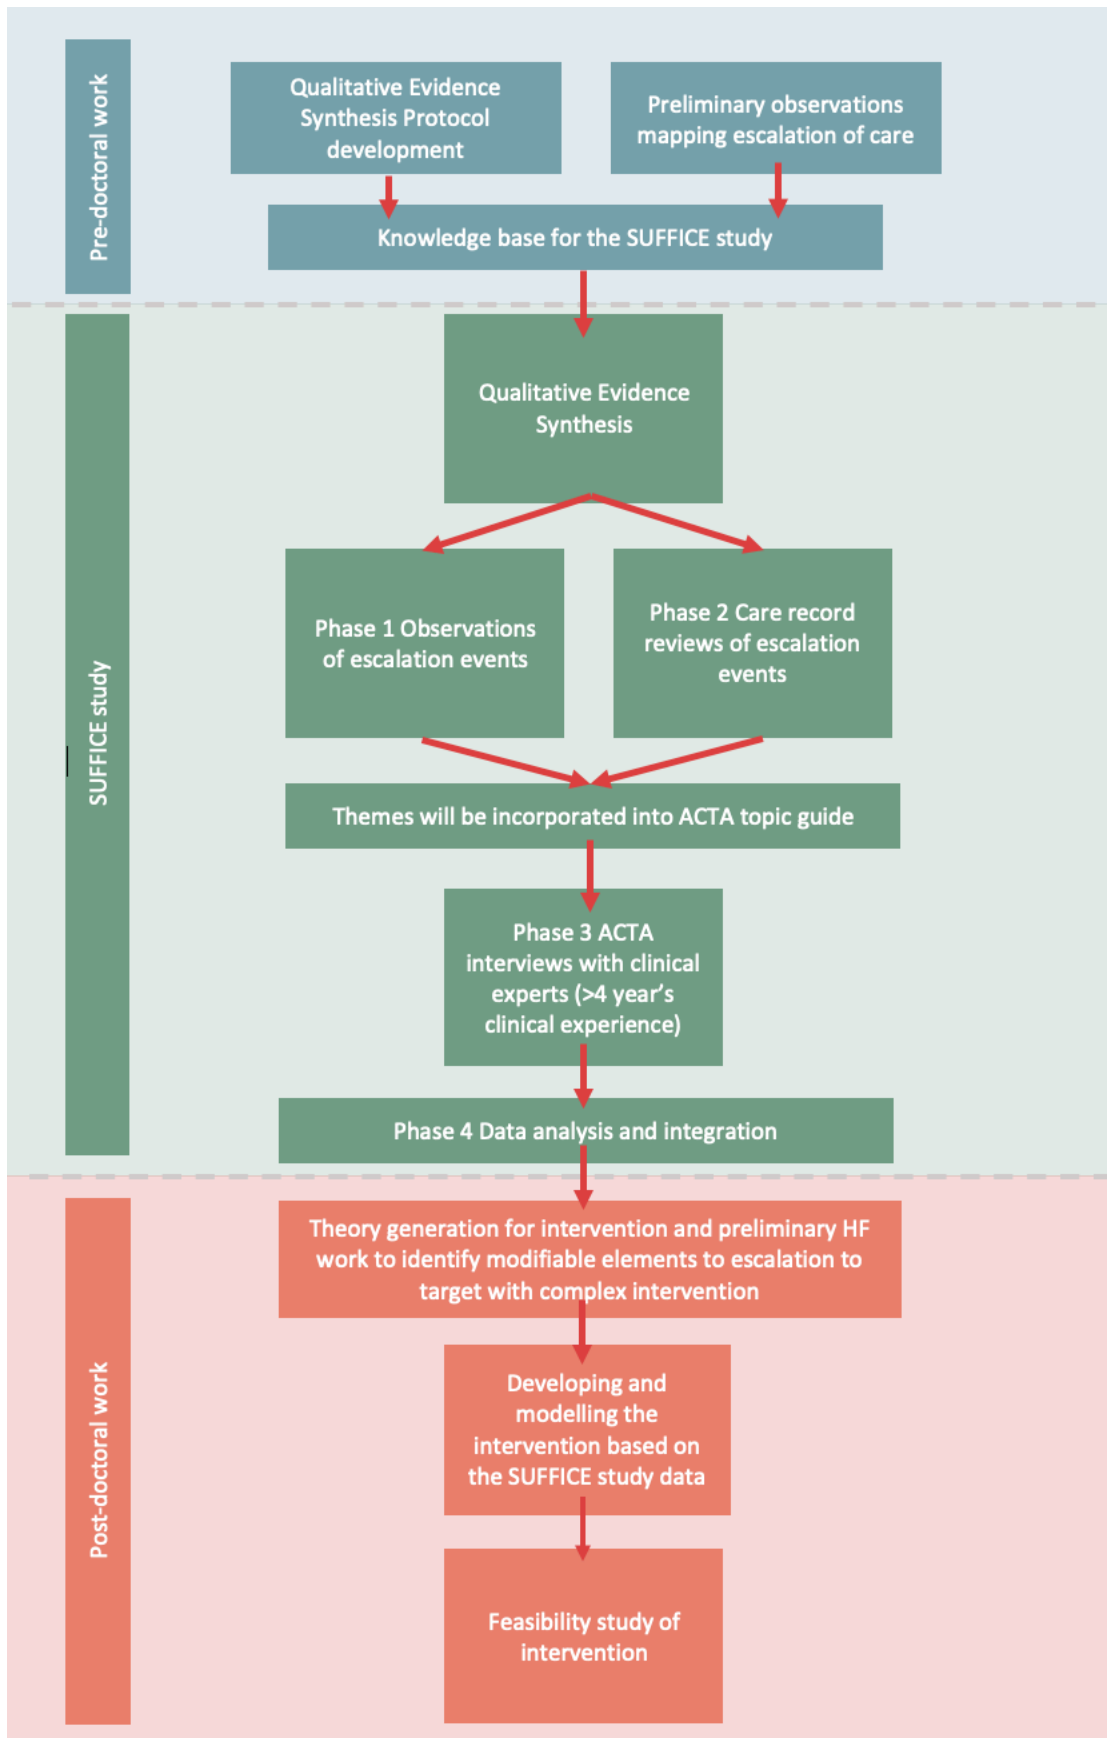 Pre-doctoral work
Qualitative Evidence
Synthesis Protocol
development
Preliminary observations
mapping escalation of care
Knowledge base for the SUFFICE study
SUFFICE study
Qualitative Evidence
Synthesis
Phase 1 Observations
of escalation events
Phase 2 Care record
reviews of escalation
events
Themes will be incorporated into ACTA topic guide
Phase 3 ACTA
interviews with clinical
experts (>4 year’s
clinical experience)
Phase 4 Data analysis and integration
Post-doctoral work
Theory generation for intervention and preliminary HF
work to identify modifiable elements to escalation to
target with complex intervention
Developing and
modelling the
intervention based on
the SUFFICE study data
Feasibility study of
intervention